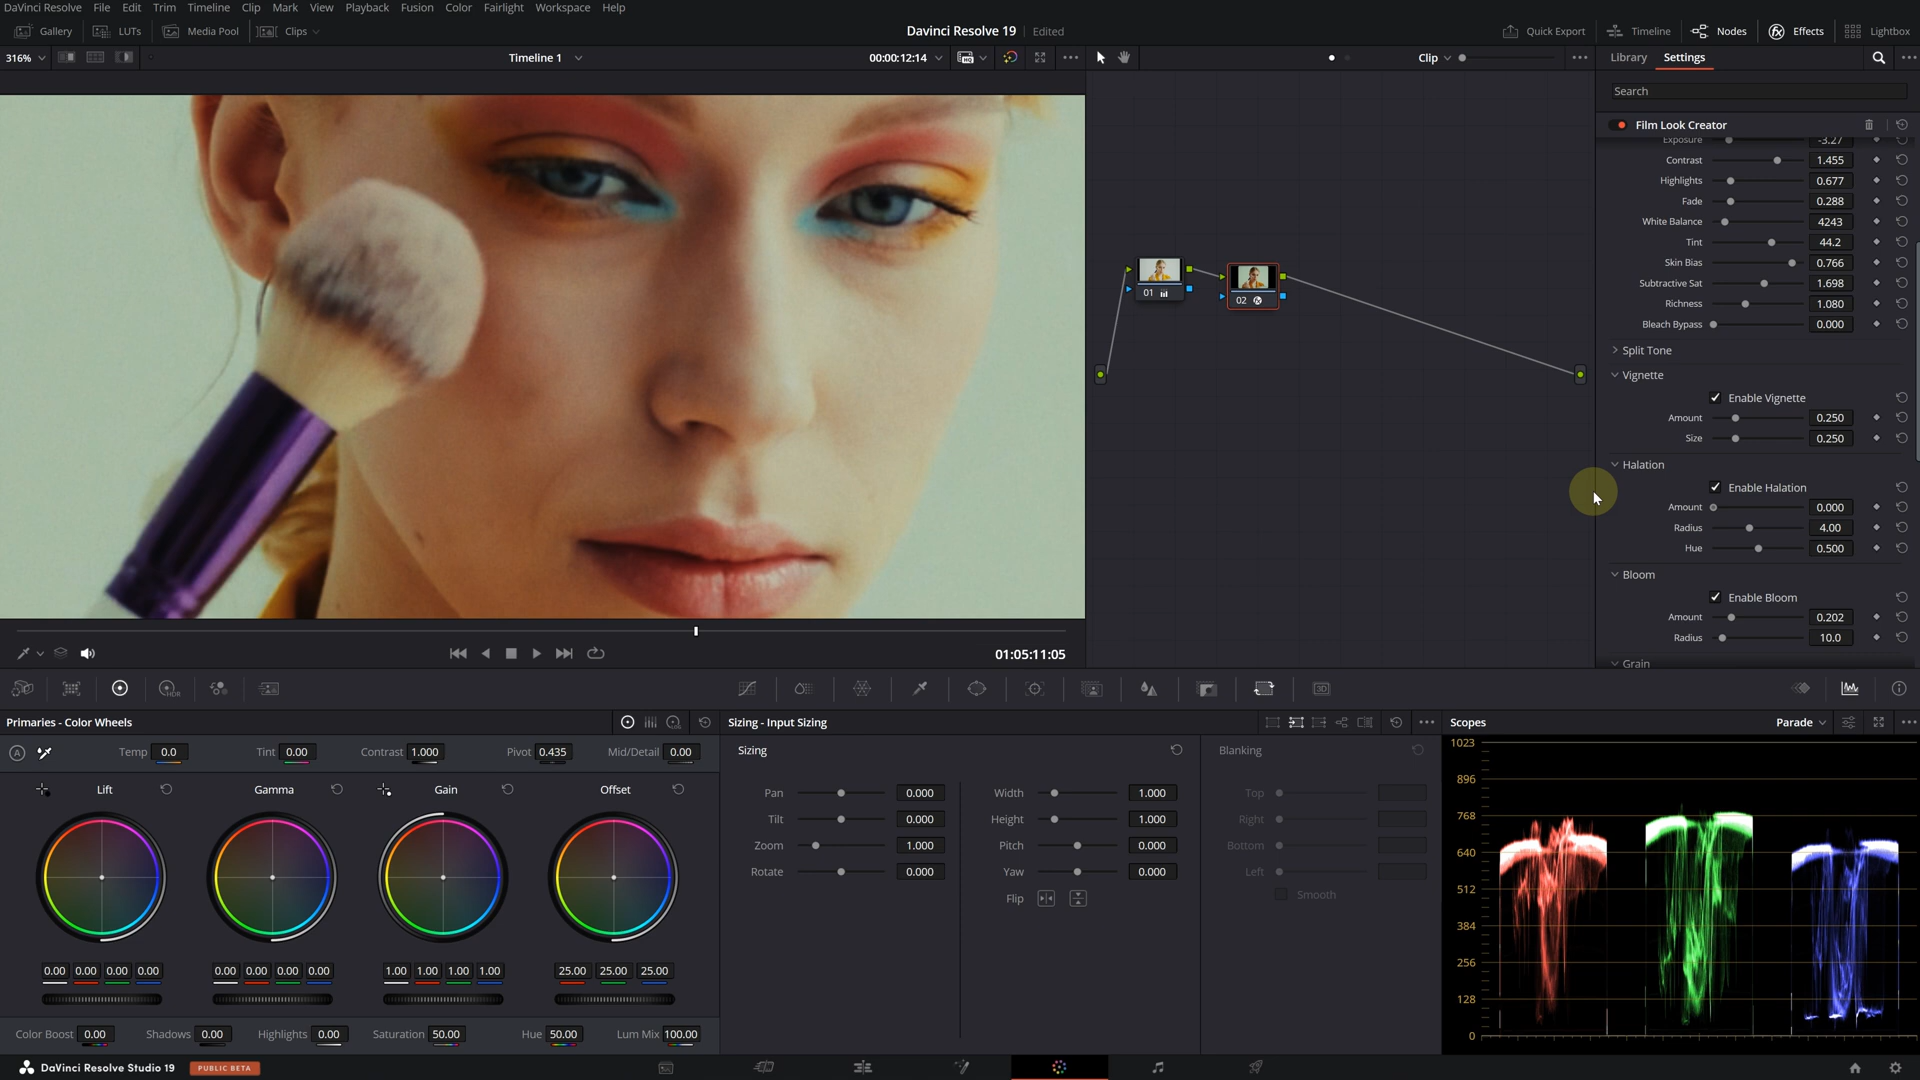 DaVinci Resolve File Edit Trim Timeline Clip Mark View Playback Fusion Color Fairlight Workspace Help
Gallery LUTs Media Pool Clips Davinci Resolve 19 Edited Quick Export Timeline Nodes Effects Lightbox
316% Timeline 1 00:00:12:14 Clip Library Settings
Search
Film Look Creator
Exposure -3.27
Contrast 1.455
Highlights 0.677
Fade 0.288
White Balance 4243
Tint 44.2
Skin Bias 0.766
Subtractive Sat 1.698
Richness 1.080
Bleach Bypass 0.000
Split Tone
Vignette
Enable Vignette
Amount 0.250
Size 0.250
Halation
Enable Halation
Amount 0.000
Radius 4.00
Hue 0.500
Bloom
Enable Bloom
Amount 0.202
Radius 10.0
Grain
01
02
01:05:11:05
HDR
3D
Primaries - Color Wheels
A Temp 0.0 Tint 0.00 Contrast 1.000 Pivot 0.435 Mid/Detail 0.00
Lift Gamma Gain Offset
0.00 0.00 0.00 0.00 0.00 0.00 0.00 0.00 1.00 1.00 1.00 1.00 25.00 25.00 25.00
Color Boost 0.00 Shadows 0.00 Highlights 0.00 Saturation 50.00 Hue 50.00 Lum Mix 100.00
Sizing - Input Sizing
Sizing
Pan 0.000 Width 1.000
Tilt 0.000 Height 1.000
Zoom 1.000 Pitch 0.000
Rotate 0.000 Yaw 0.000
Flip
Blanking
Top
Right
Bottom
Left
Smooth
Scopes Parade
1023
896
768
640
512
384
256
128
0
DaVinci Resolve Studio 19 PUBLIC BETA